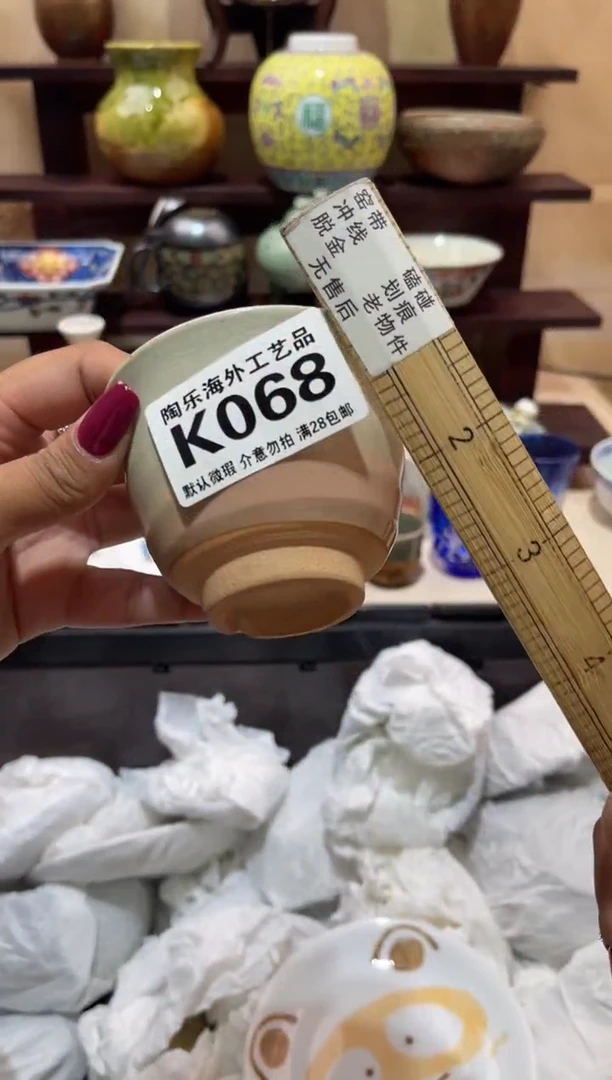 陶乐海外工艺品
K068
默认微瑕 介意勿拍 满28包邮
窑带 磕碰
冲线 划痕
脱金 老物件
无售后
2
3
4